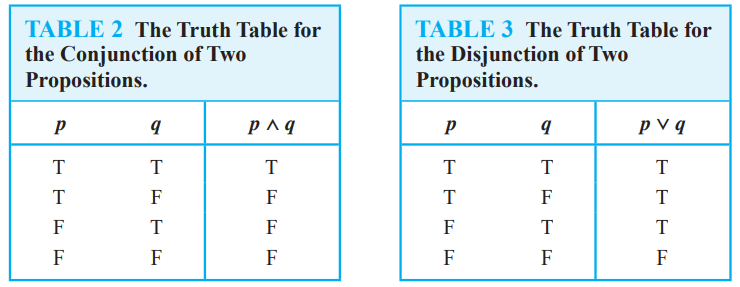 TABLE 2 The Truth Table for
the Conjunction of Two
Propositions.
p q p ∧ q
T T T
T F F
F T F
F F F
TABLE 3 The Truth Table for
the Disjunction of Two
Propositions.
p q p ∨ q
T T T
T F T
F T T
F F F